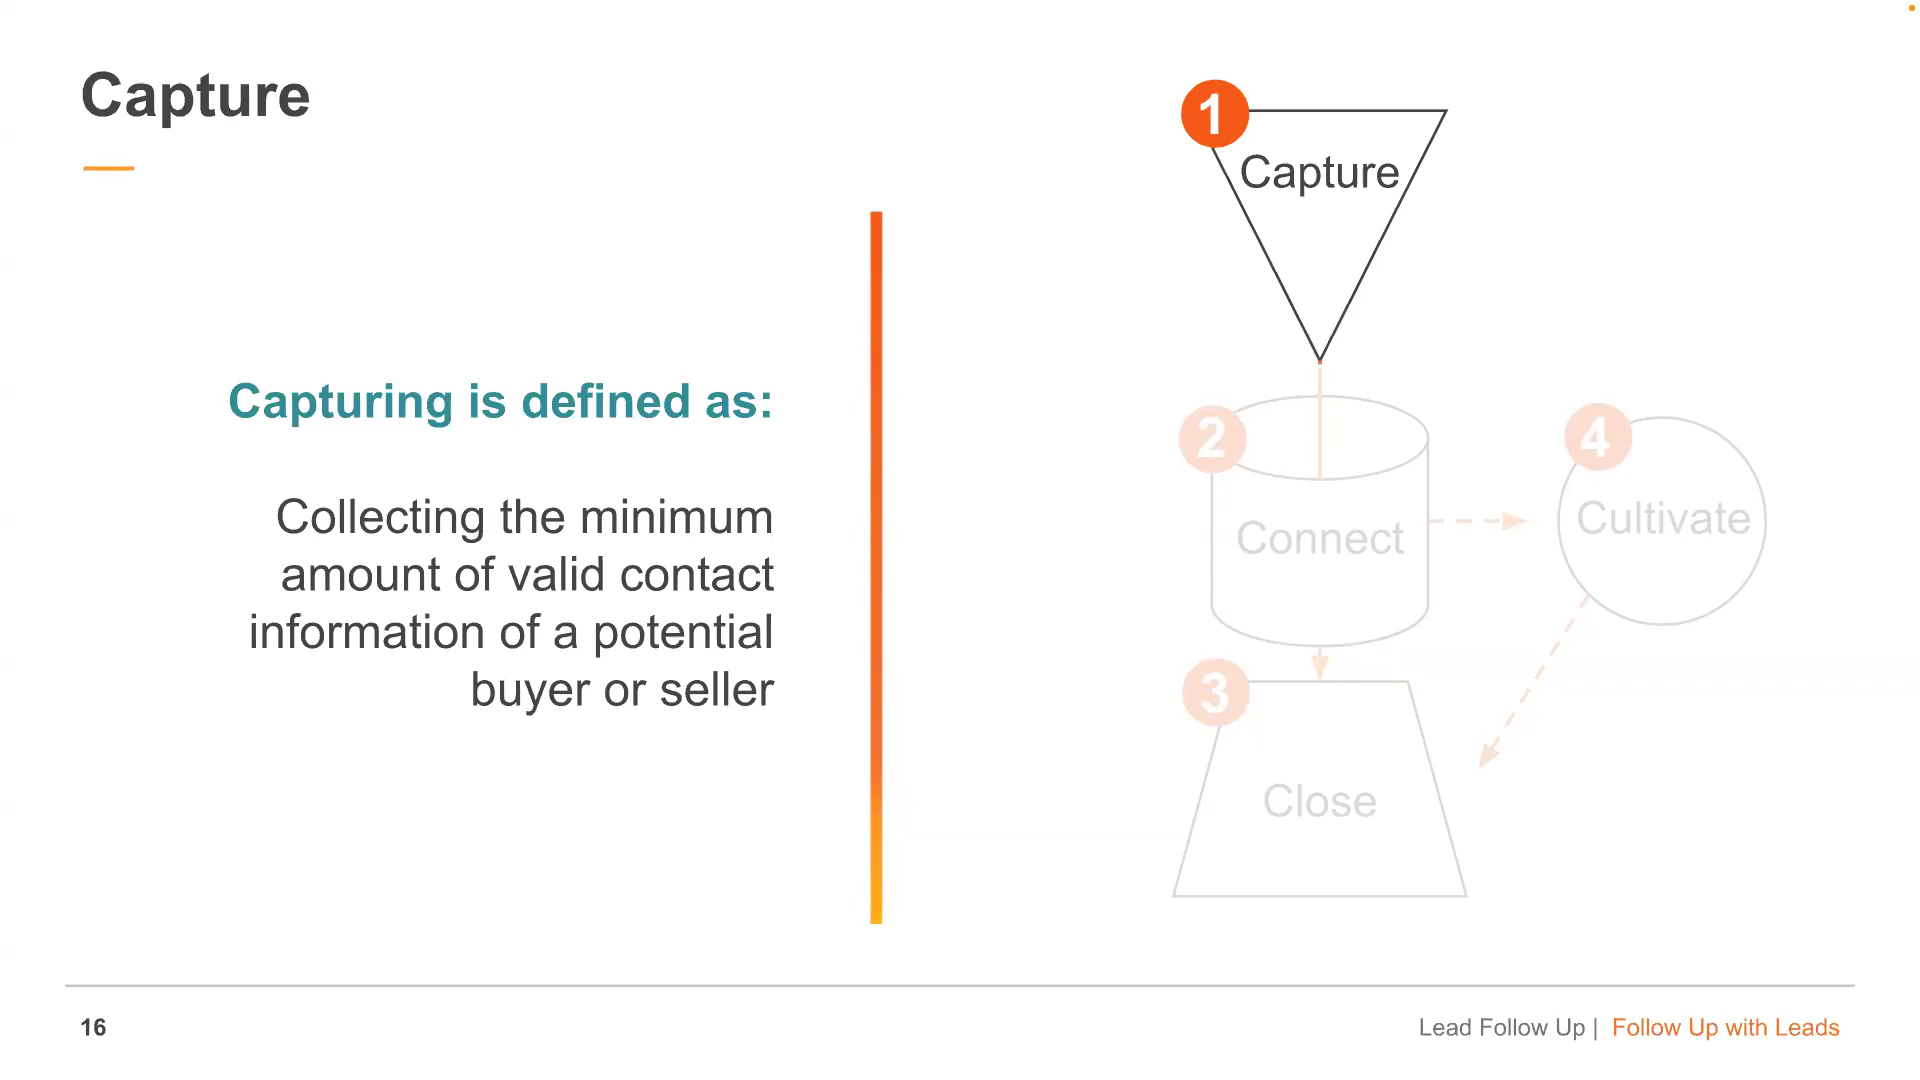 Capture
Capturing is defined as:
Collecting the minimum
amount of valid contact
information of a potential
buyer or seller
1
Capture
2
Connect
4
Cultivate
3
Close
16
Lead Follow Up | Follow Up with Leads